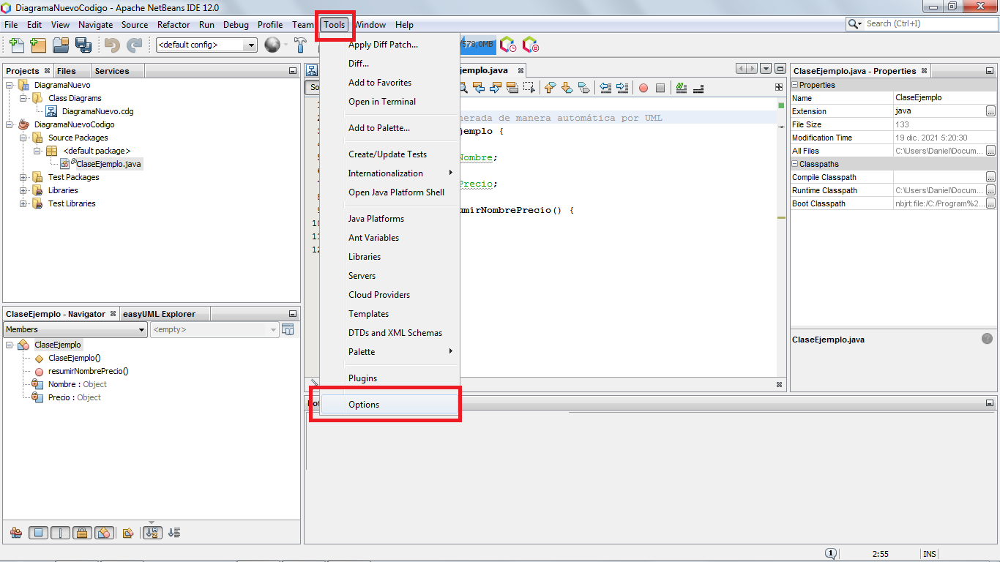 DiagramaNuevoCodigo - Apache NetBeans IDE 12.0
File Edit View Navigate Source Refactor Run Debug Profile Team Tools Window Help
Search (Ctrl+I)
<default config>
/578,0MB
Projects Files Services
DiagramaNuevo
Class Diagrams
DiagramaNuevo.cdg
DiagramaNuevoCodigo
Source Packages
<default package>
ClaseEjemplo.java
Test Packages
Libraries
Test Libraries
ClaseEjemplo - Navigator easyUML Explorer
Members <empty>
ClaseEjemplo
ClaseEjemplo()
resumirNombrePrecio()
Nombre : Object
Precio : Object
Apply Diff Patch...
Diff...
Add to Favorites
Open in Terminal
Add to Palette...
Create/Update Tests
Internationalization
Open Java Platform Shell
Java Platforms
Ant Variables
Libraries
Servers
Cloud Providers
Templates
DTDs and XML Schemas
Palette
Plugins
Options
jemplo.java
So
1
2 nerada de manera automática por UML
3 jemplo {
4
5 Nombre;
6
7 Precio;
8
9 umirNombrePrecio() {
10
11
12
ClaseEjemplo.java - Properties
Properties
Name ClaseEjemplo
Extension java
File Size 133
Modification Time 19 dic. 2021 5:20:30
All Files C:\Users\Daniel\Docum...
Classpaths
Compile Classpath
Runtime Classpath C:\Users\Daniel\Docum...
Boot Classpath nbjrt:file:/C:/Program%2...
ClaseEjemplo.java
2:55 INS